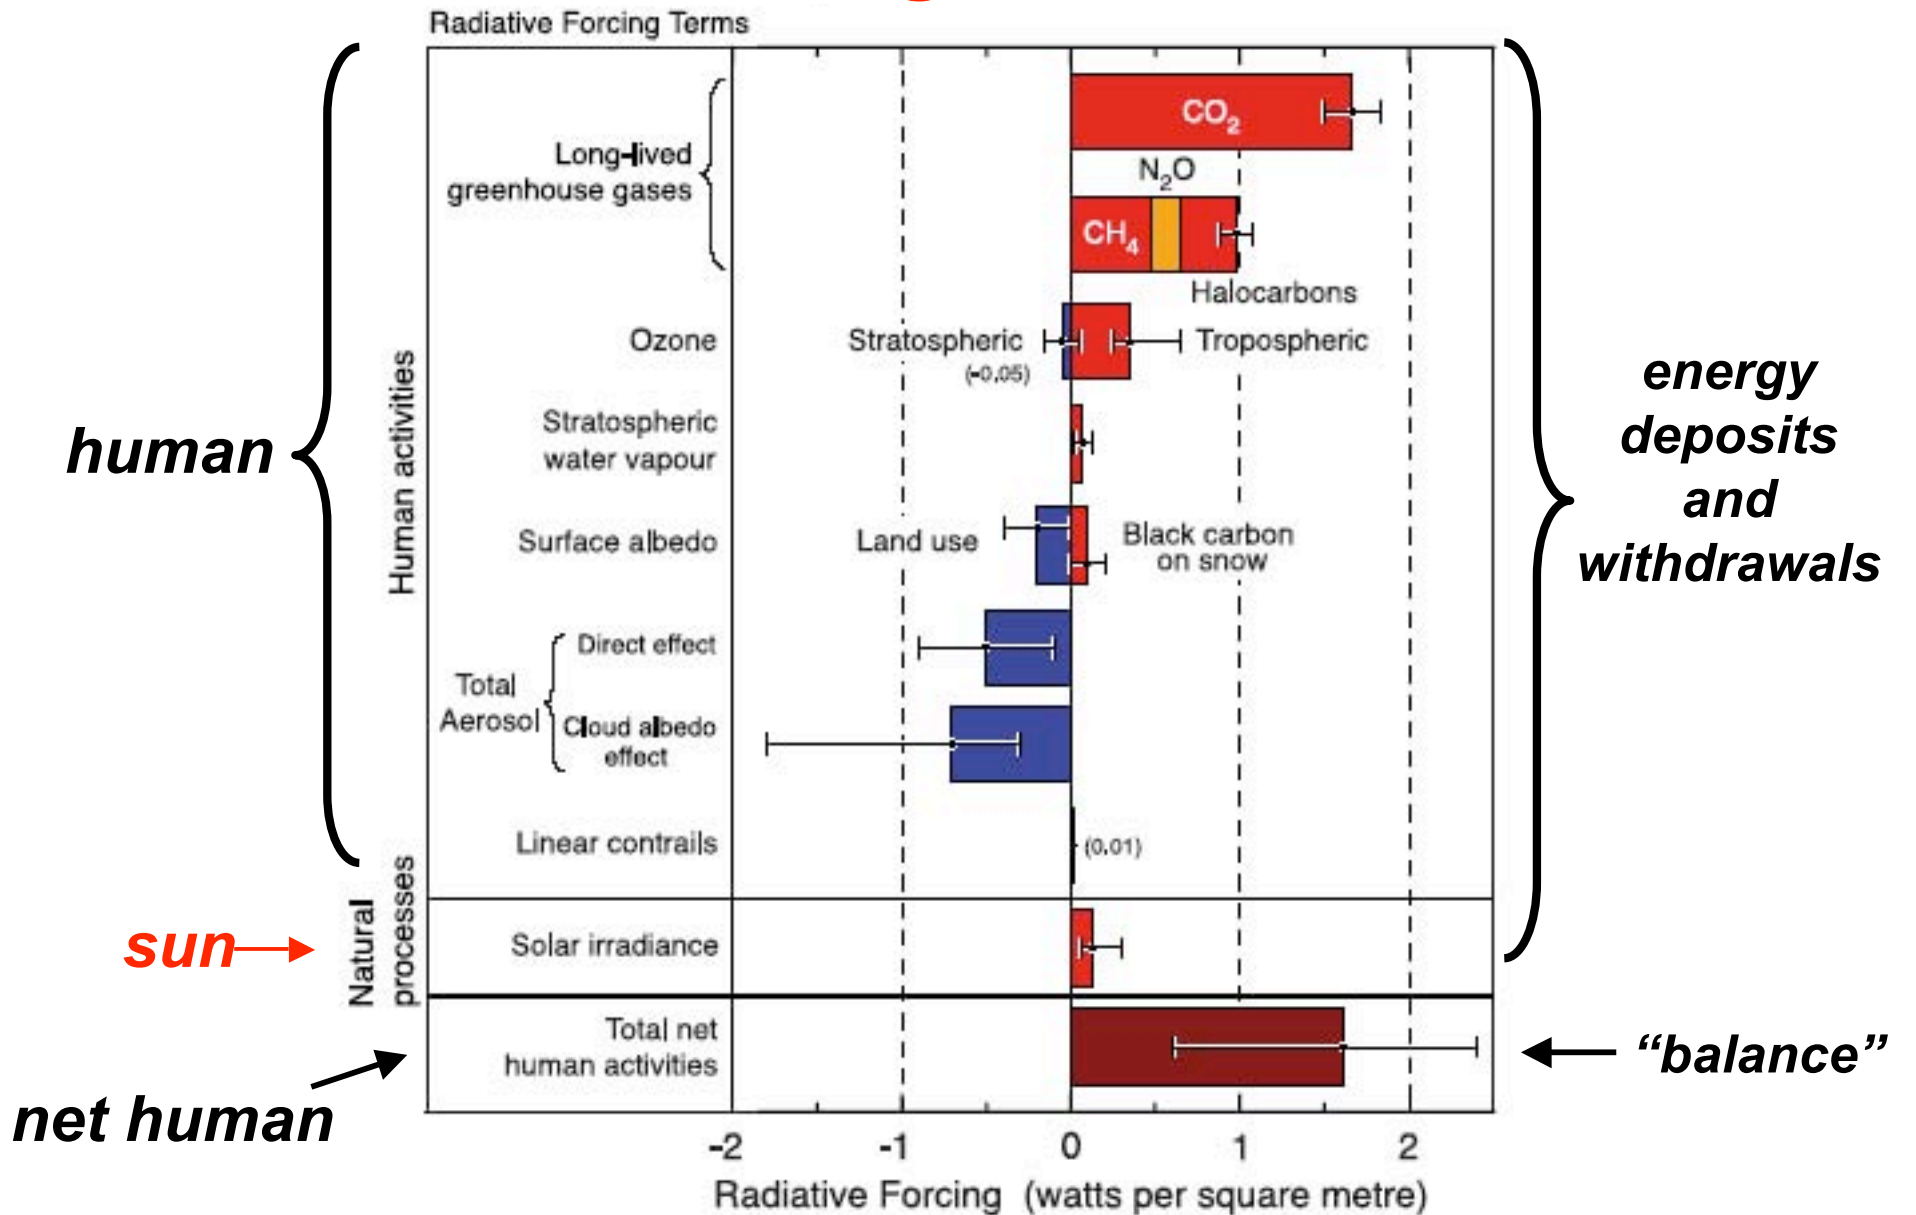 Radiative Forcing Terms
CO2
Long-lived
greenhouse gases
N2O
CH4
Halocarbons
Ozone
Stratospheric
(-0.05)
Tropospheric
Stratospheric
water vapour
Surface albedo
Land use
Black carbon
on snow
Total
Aerosol
Direct effect
Cloud albedo
effect
Linear contrails
(0.01)
Human activities
human
energy
deposits
and
withdrawals
Natural
processes
sun
Solar irradiance
Total net
human activities
net human
“balance”
-2 -1 0 1 2
Radiative Forcing (watts per square metre)